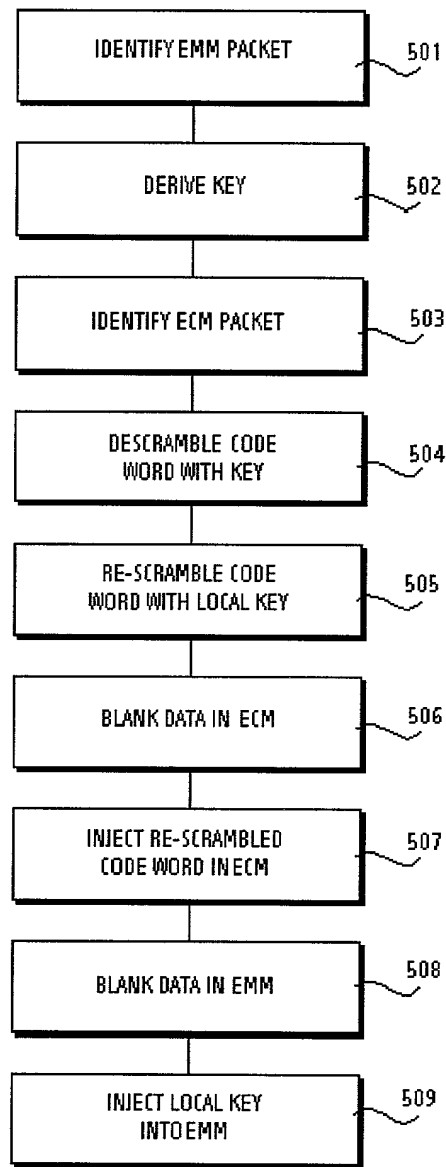 IDENTIFY EMM PACKET
501
DERIVE KEY
502
IDENTIFY ECM PACKET
503
DESCRAMBLE CODE
WORD WITH KEY
504
RE-SCRAMBLE CODE
WORD WITH LOCAL KEY
505
BLANK DATA IN ECM
506
INJECT RE-SCRAMBLED
CODE WORD IN ECM
507
BLANK DATA IN EMM
508
INJECT LOCAL KEY
INTO EMM
509